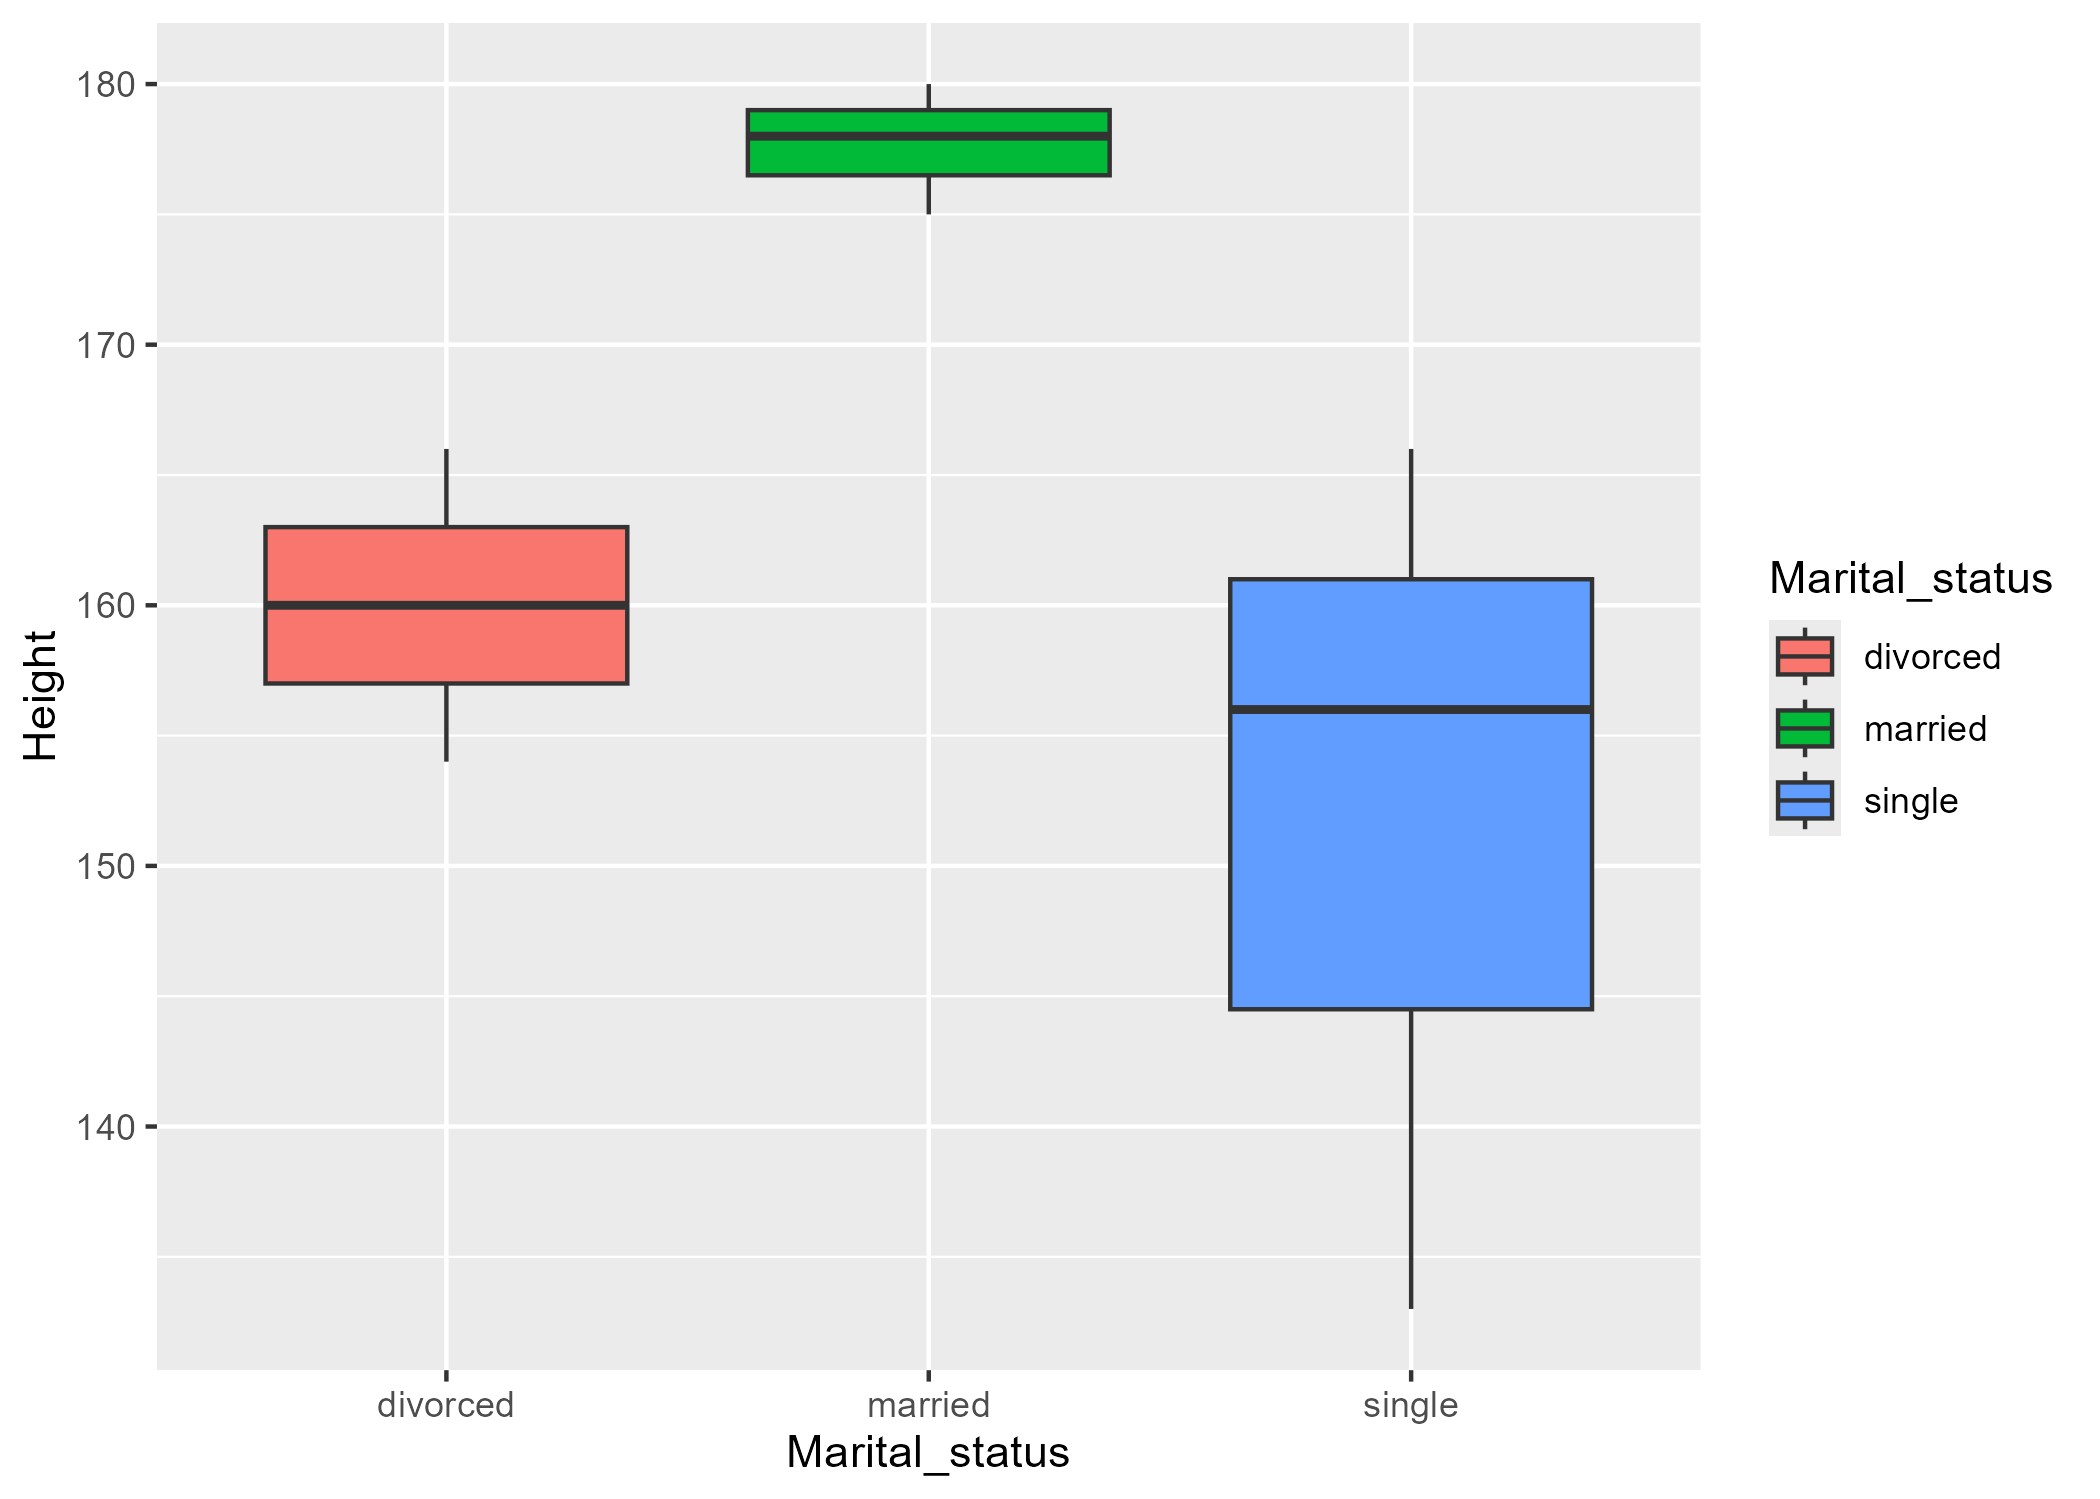 180
170
160
150
140
Height
divorced
married
single
Marital_status
Marital_status
divorced
married
single